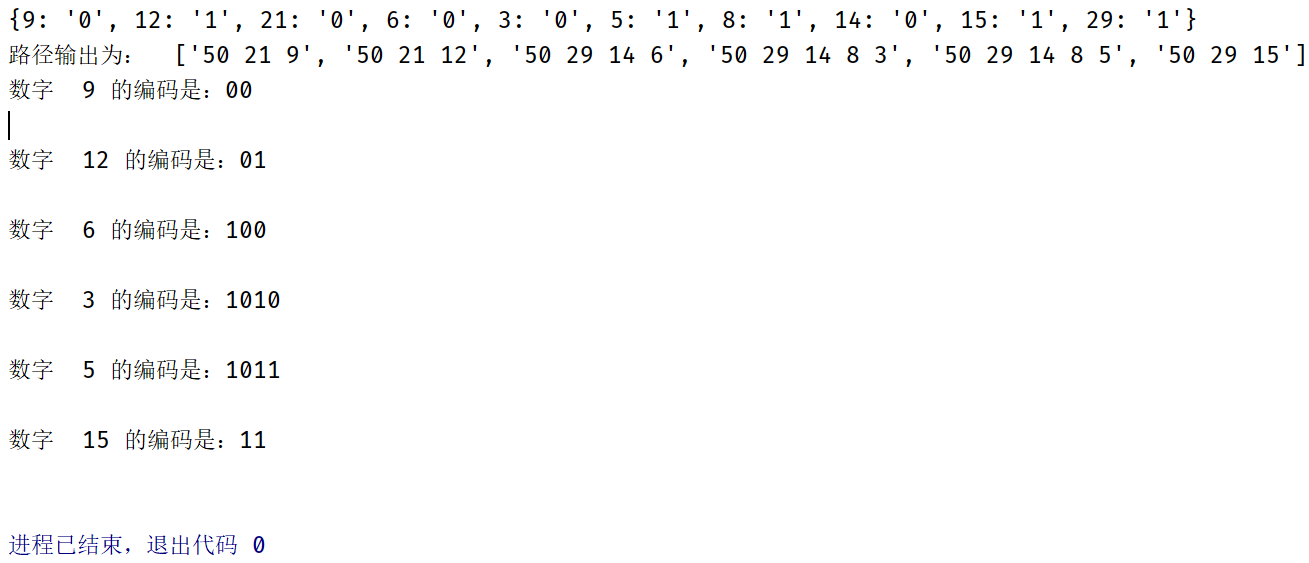 {9: '0', 12: '1', 21: '0', 6: '0', 3: '0', 5: '1', 8: '1', 14: '0', 15: '1', 29: '1'}
路径输出为:  ['50 21 9', '50 21 12', '50 29 14 6', '50 29 14 8 3', '50 29 14 8 5', '50 29 15']
数字  9 的编码是:00
数字  12 的编码是:01
数字  6 的编码是:100
数字  3 的编码是:1010
数字  5 的编码是:1011
数字  15 的编码是:11
进程已结束,退出代码 0